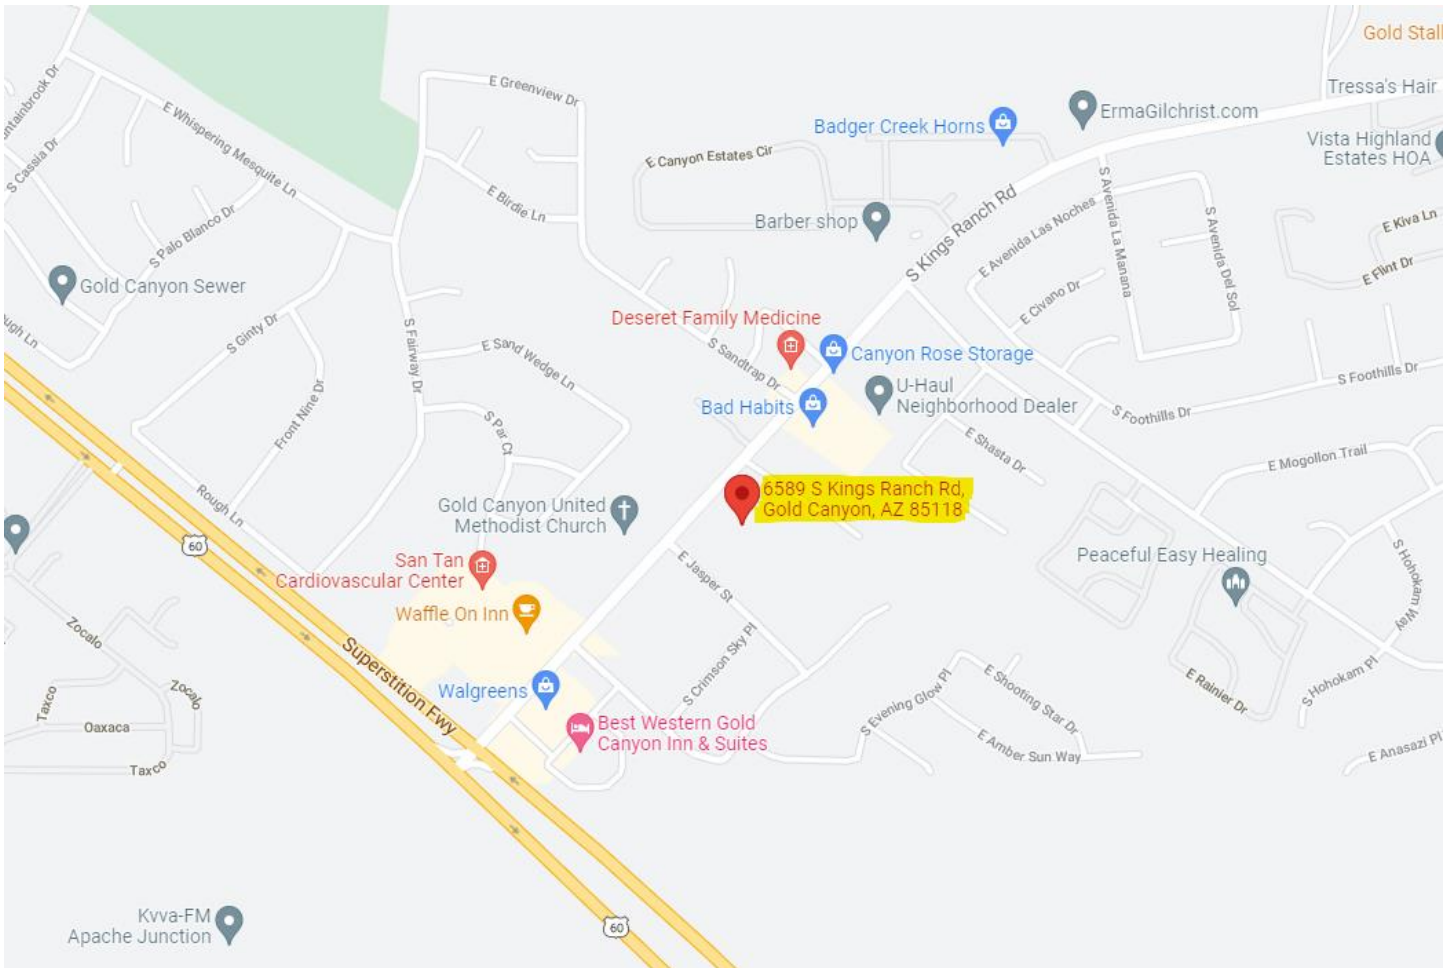 Gold Stall
E Greenview Dr
Tressa's Hair
untainbrook Dr
E Whispering Mesquite Ln
ErmaGilchrist.com
Badger Creek Horns
Vista Highland
Estates HOA
S Cassia Dr
E Canyon Estates Cir
S Kings Ranch Rd
S Avenida La Manana
E Birdie Ln
S Palo Blanco Dr
Barber shop
E Avenida Las Noches
S Avenida Del Sol
E Kiva Ln
E Flint Dr
Gold Canyon Sewer
E Civano Dr
ugh Ln
S Ginty Dr
S Fairway Dr
E Sand Wedge Ln
Deseret Family Medicine
S Sandtrap Dr
Canyon Rose Storage
S Foothills Dr
U-Haul
Neighborhood Dealer
Bad Habits
S Foothills Dr
Front Nine Dr
S Par Ct
E Shasta Dr
E Mogollon Trail
Rough Ln
Gold Canyon United
Methodist Church
6589 S Kings Ranch Rd,
Gold Canyon, AZ 85118
60
San Tan
Cardiovascular Center
E Jasper St
Peaceful Easy Healing
S Hohokam Way
Waffle On Inn
Zocalo
Superstition Fwy
S Crimson Sky Pl
Walgreens
Taxco
Zocalo
Oaxaca
Taxco
Best Western Gold
Canyon Inn & Suites
S Evening Glow Pl
E Shooting Star Dr
E Amber Sun Way
E Rainier Dr
S Hohokam Pl
E Anasazi Pl
Kvva-FM
Apache Junction
60